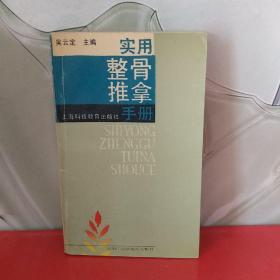 吴云定 主编
实用
整骨
推拿
手册
上海科技教育出版社
SHIYONG
ZHENGGU
TUINA
SHOUCE